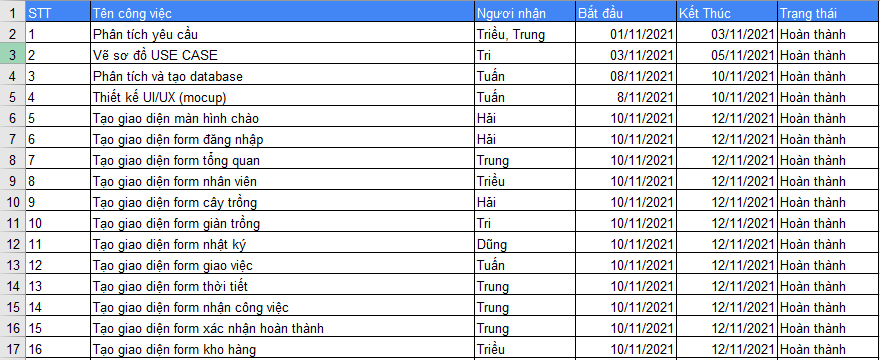 1 STT Tên công việc Người nhận Bắt đầu Kết Thúc Trạng thái
2 1 Phân tích yêu cầu Triều, Trung 01/11/2021 03/11/2021 Hoàn thành
3 2 Vẽ sơ đồ USE CASE Tri 03/11/2021 05/11/2021 Hoàn thành
4 3 Phân tích và tạo database Tuấn 08/11/2021 10/11/2021 Hoàn thành
5 4 Thiết kế UI/UX (mocup) Tuấn 8/11/2021 10/11/2021 Hoàn thành
6 5 Tạo giao diện màn hình chào Hải 10/11/2021 12/11/2021 Hoàn thành
7 6 Tạo giao diện form đăng nhập Hải 10/11/2021 12/11/2021 Hoàn thành
8 7 Tạo giao diện form tổng quan Trung 10/11/2021 12/11/2021 Hoàn thành
9 8 Tạo giao diện form nhân viên Triều 10/11/2021 12/11/2021 Hoàn thành
10 9 Tạo giao diện form cây trồng Hải 10/11/2021 12/11/2021 Hoàn thành
11 10 Tạo giao diện form giàn trồng Tri 10/11/2021 12/11/2021 Hoàn thành
12 11 Tạo giao diện form nhật ký Dũng 10/11/2021 12/11/2021 Hoàn thành
13 12 Tạo giao diện form giao việc Tuấn 10/11/2021 12/11/2021 Hoàn thành
14 13 Tạo giao diện form thời tiết Trung 10/11/2021 12/11/2021 Hoàn thành
15 14 Tạo giao diện form nhận công việc Trung 10/11/2021 12/11/2021 Hoàn thành
16 15 Tạo giao diện form xác nhận hoàn thành Trung 10/11/2021 12/11/2021 Hoàn thành
17 16 Tạo giao diện form kho hàng Triều 10/11/2021 12/11/2021 Hoàn thành